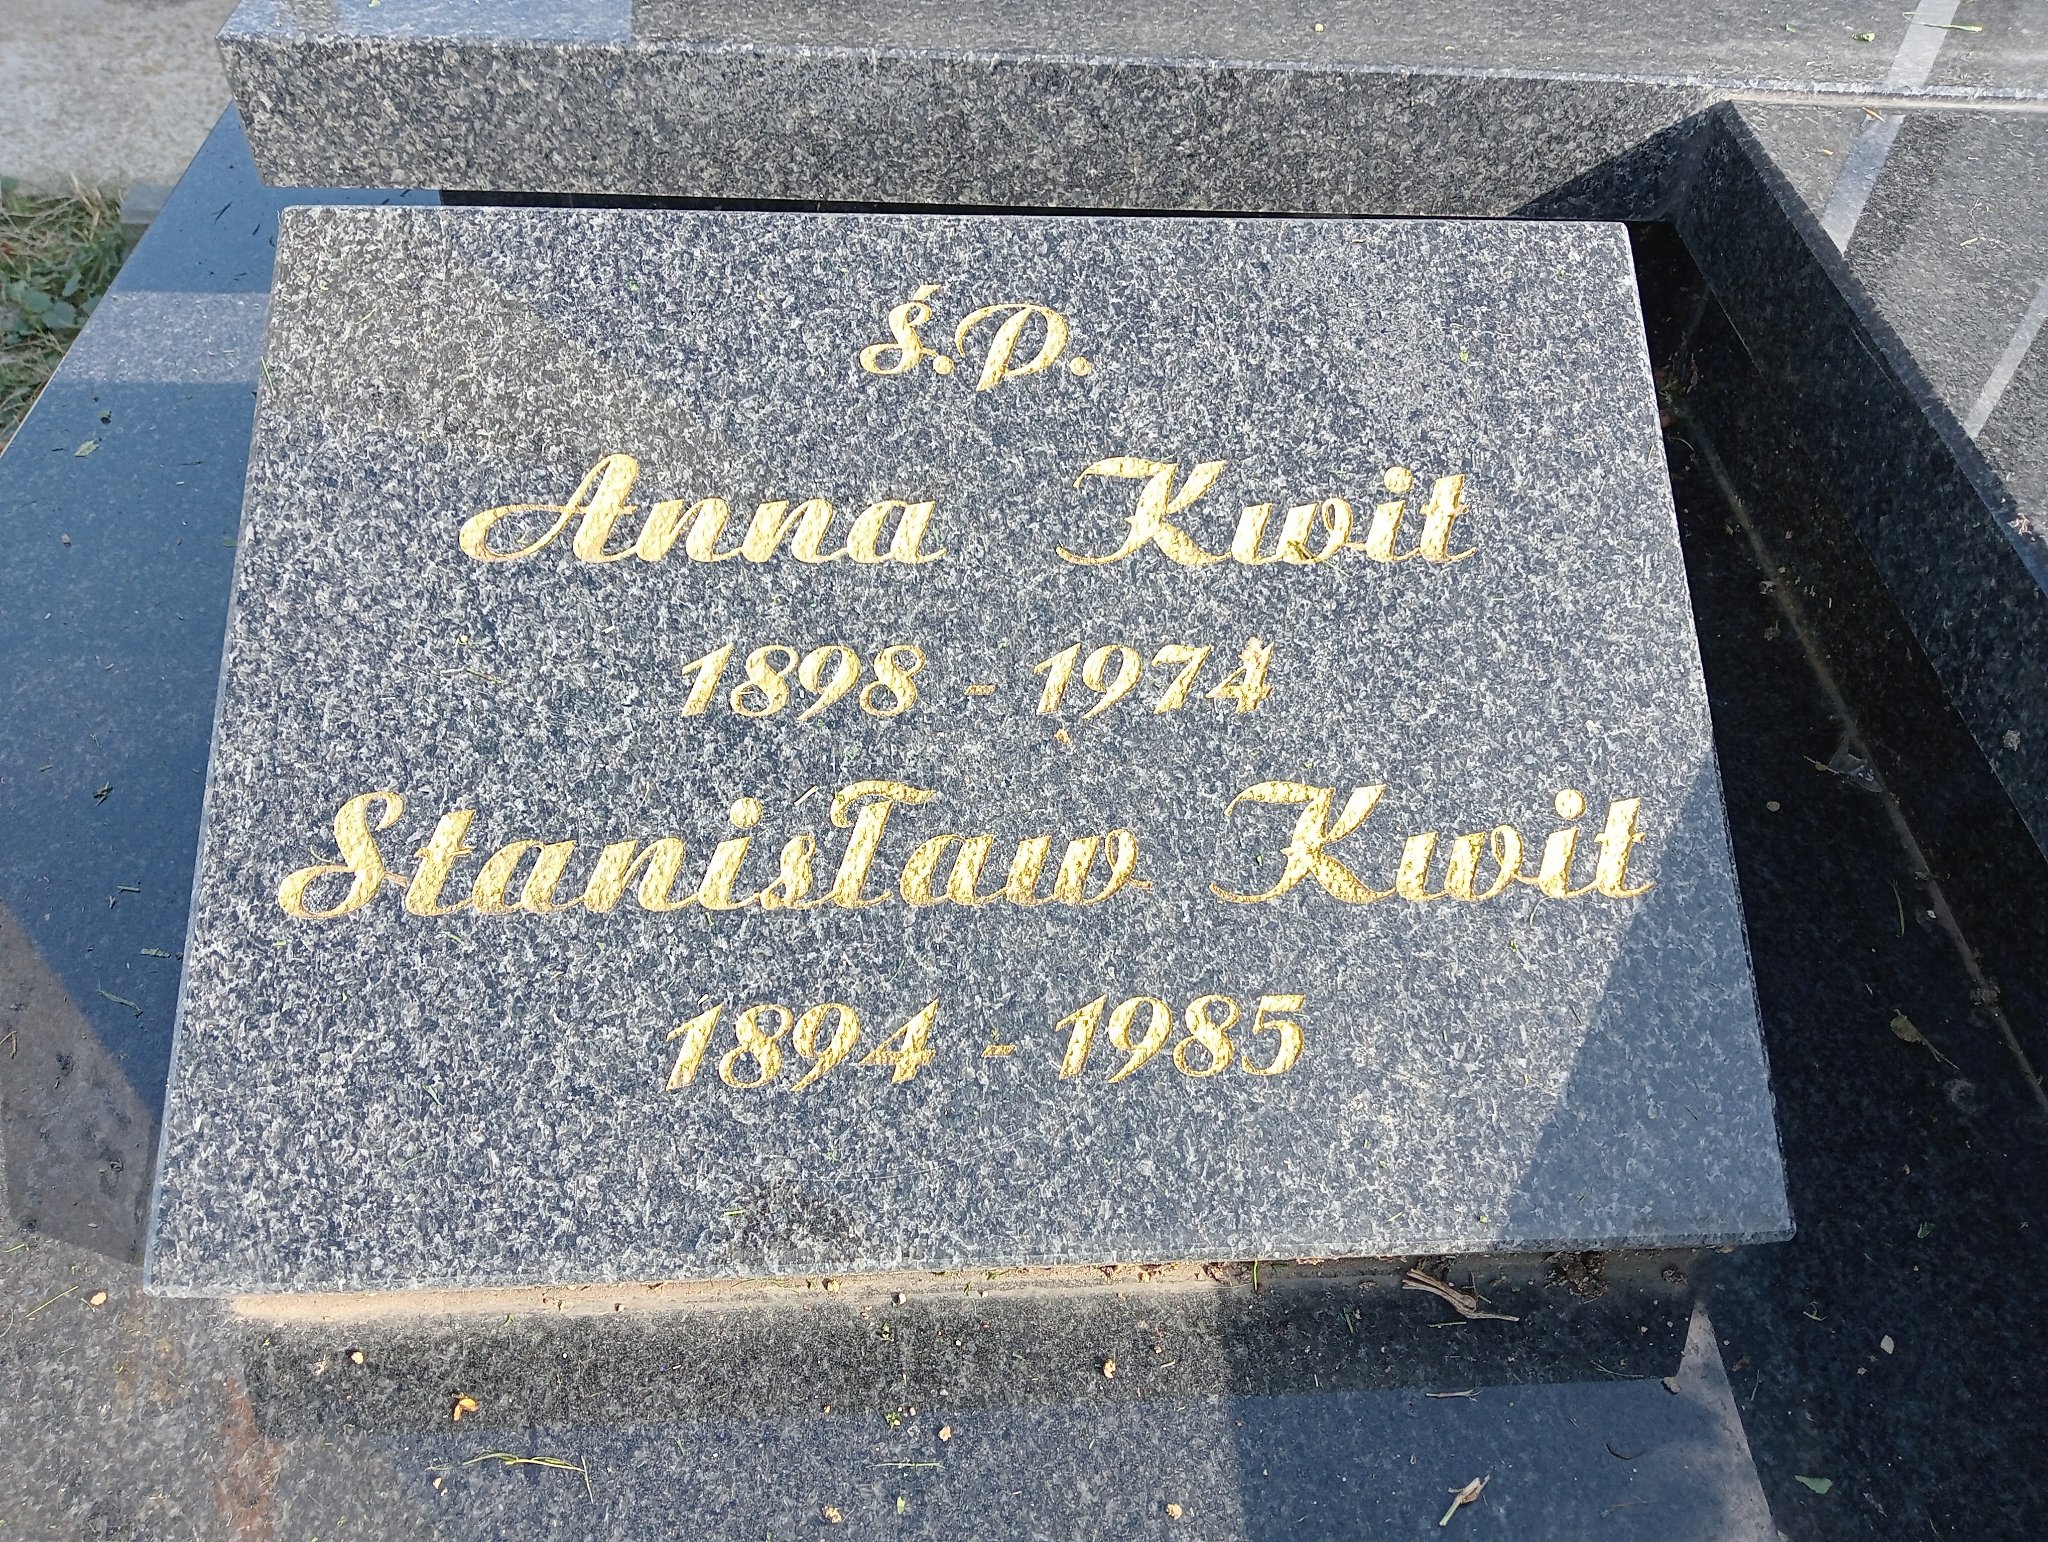 Ś.P.
Anna Kwit
1898 - 1974
Stanisław Kwit
1894 - 1985